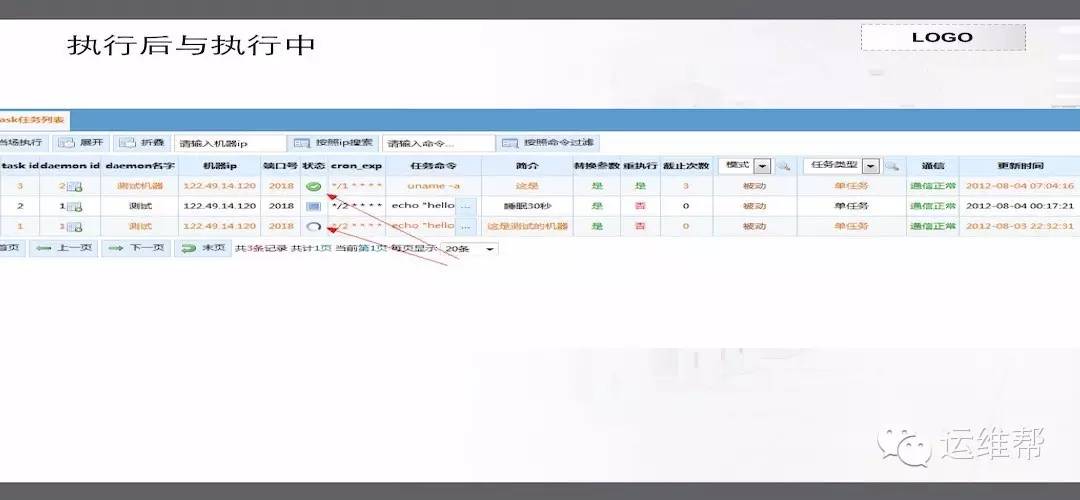 执行后与执行中
LOGO
ask任务列表
当场执行 展开 折叠 请输入机器ip 按照ip搜索 请输入命令... 按照命令过滤
task id daemon id daemon名字 机器ip 端口号 状态 cron_exp 任务命令 简介 替换参数 重执行 截止次数 模式 任务类型 通信 更新时间
3 2 测试机器 122.49.14.120 2018 */1 * * * * uname -a 这是 是 是 3 被动 单任务 通信正常 2012-08-04 07:04:16
2 1 测试 122.49.14.120 2018 */2 * * * * echo "hello ... 睡眠30秒 是 否 0 被动 单任务 通信正常 2012-08-04 00:17:21
1 1 测试 122.49.14.120 2018 */2 * * * * echo "hello ... 这是测试的机器 是 否 0 被动 单任务 通信正常 2012-08-03 22:32:31
首页 上一页 下一页 末页 共3条记录 共计1页 当前第1页 每页显示 20条
运维帮